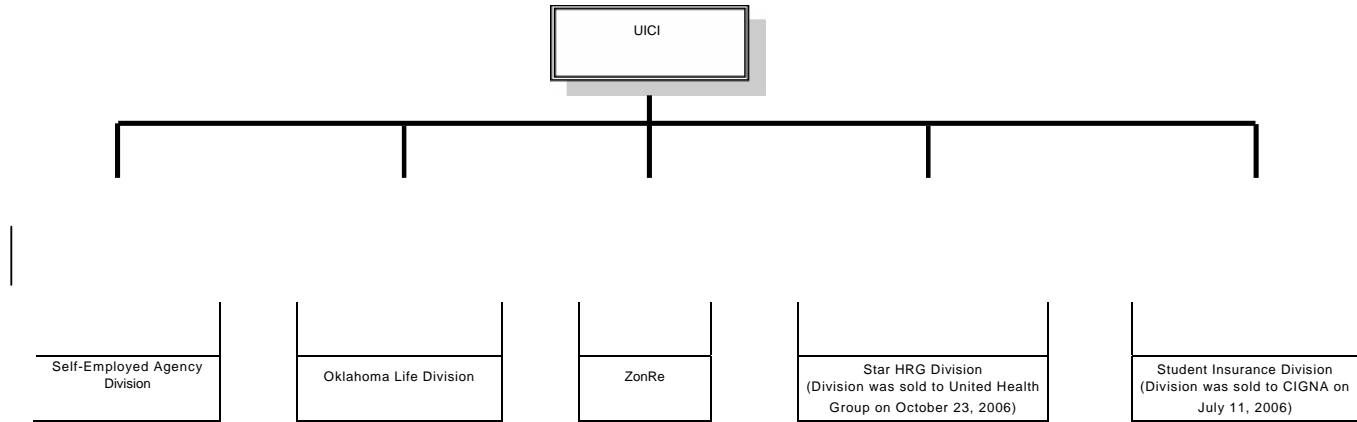 UICI
Self-Employed Agency
Division
Oklahoma Life Division
ZonRe
Star HRG Division
(Division was sold to United Health
Group on October 23, 2006)
Student Insurance Division
(Division was sold to CIGNA on
July 11, 2006)